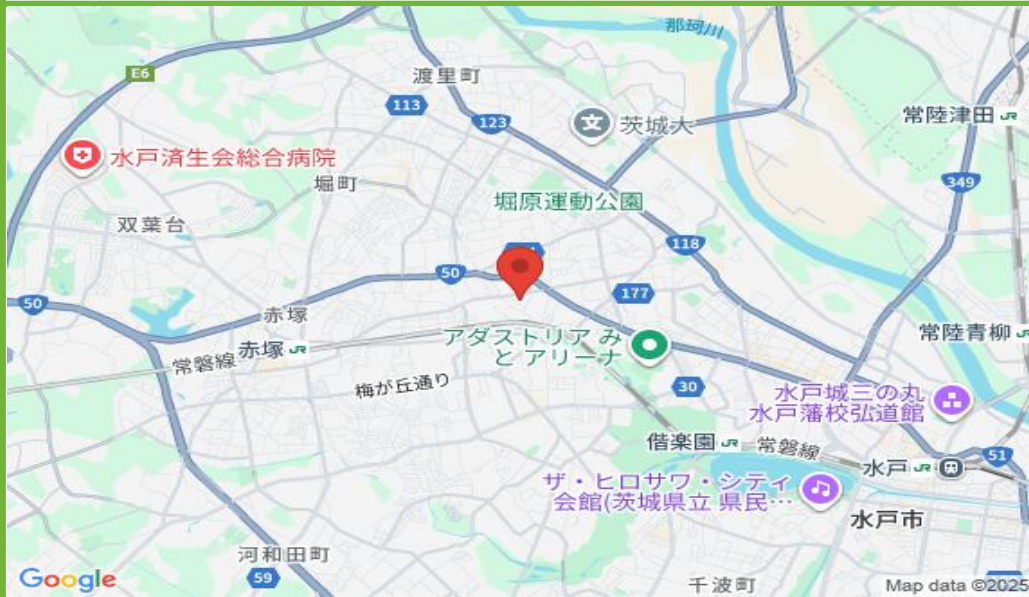 那珂川
E6
渡里町
113
123
茨城大
常陸津田 JR
水戸済生会総合病院
349
堀町
堀原運動公園
双葉台
118
50
177
50
赤塚
アダストリア み
と アリーナ
常陸青柳 JR
常磐線
赤塚 JR
梅が丘通り
30
水戸城三の丸
水戸藩校弘道館
偕楽園 JR
常磐線
51
水戸 JR
ザ・ヒロサワ・シティ
会館(茨城県立 県民…
水戸市
河和田町
59
千波町
Google
Map data ©2025